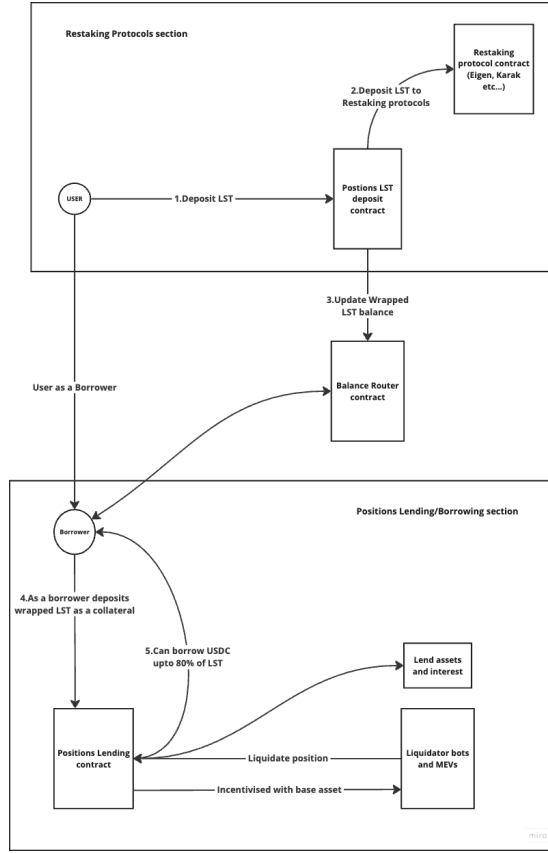 Restaking Protocols section
Restaking
protocol contract
(Eigen, Karak
etc...)
2.Deposit LST to
Restaking protocols
USER
1.Deposit LST
Postions LST
deposit
contract
3.Update Wrapped
LST balance
User as a Borrower
Balance Router
contract
Positions Lending/Borrowing section
Borrower
4.As a borrower deposits
wrapped LST as a collateral
5.Can borrow USDC
upto 80% of LST
Lend assets
and interest
Positions Lending
contract
Liquidate position
Liquidator bots
and MEVs
Incentivised with base asset
miro